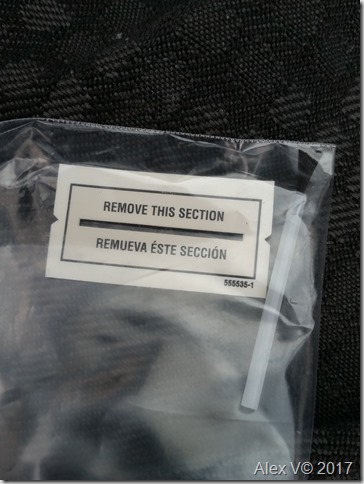 REMOVE THIS SECTION
REMUEVA ÉSTE SECCIÓN
555535-1
Alex V© 2017